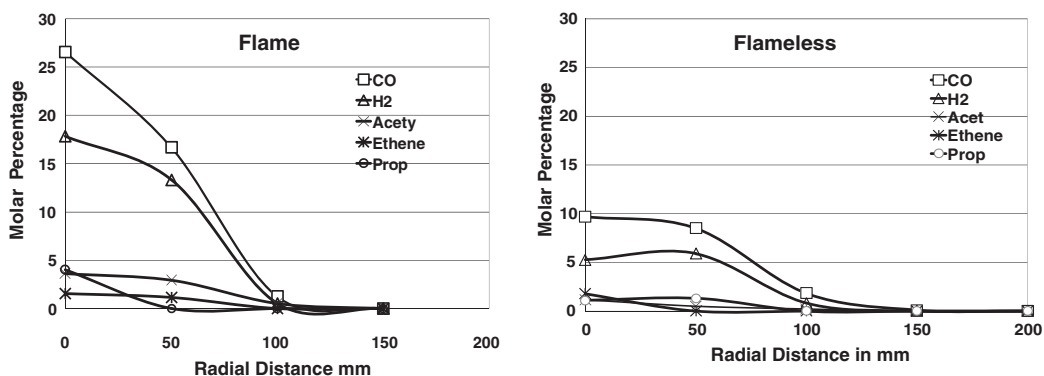 Flame
30
25
20
15
10
5
0
Molar Percentage
CO
H2
Acety
Ethene
Prop
0 50 100 150 200
Radial Distance mm
Flameless
30
25
20
15
10
5
0
Molar Percentage
CO
H2
Acet
Ethene
Prop
0 50 100 150 200
Radial Distance in mm